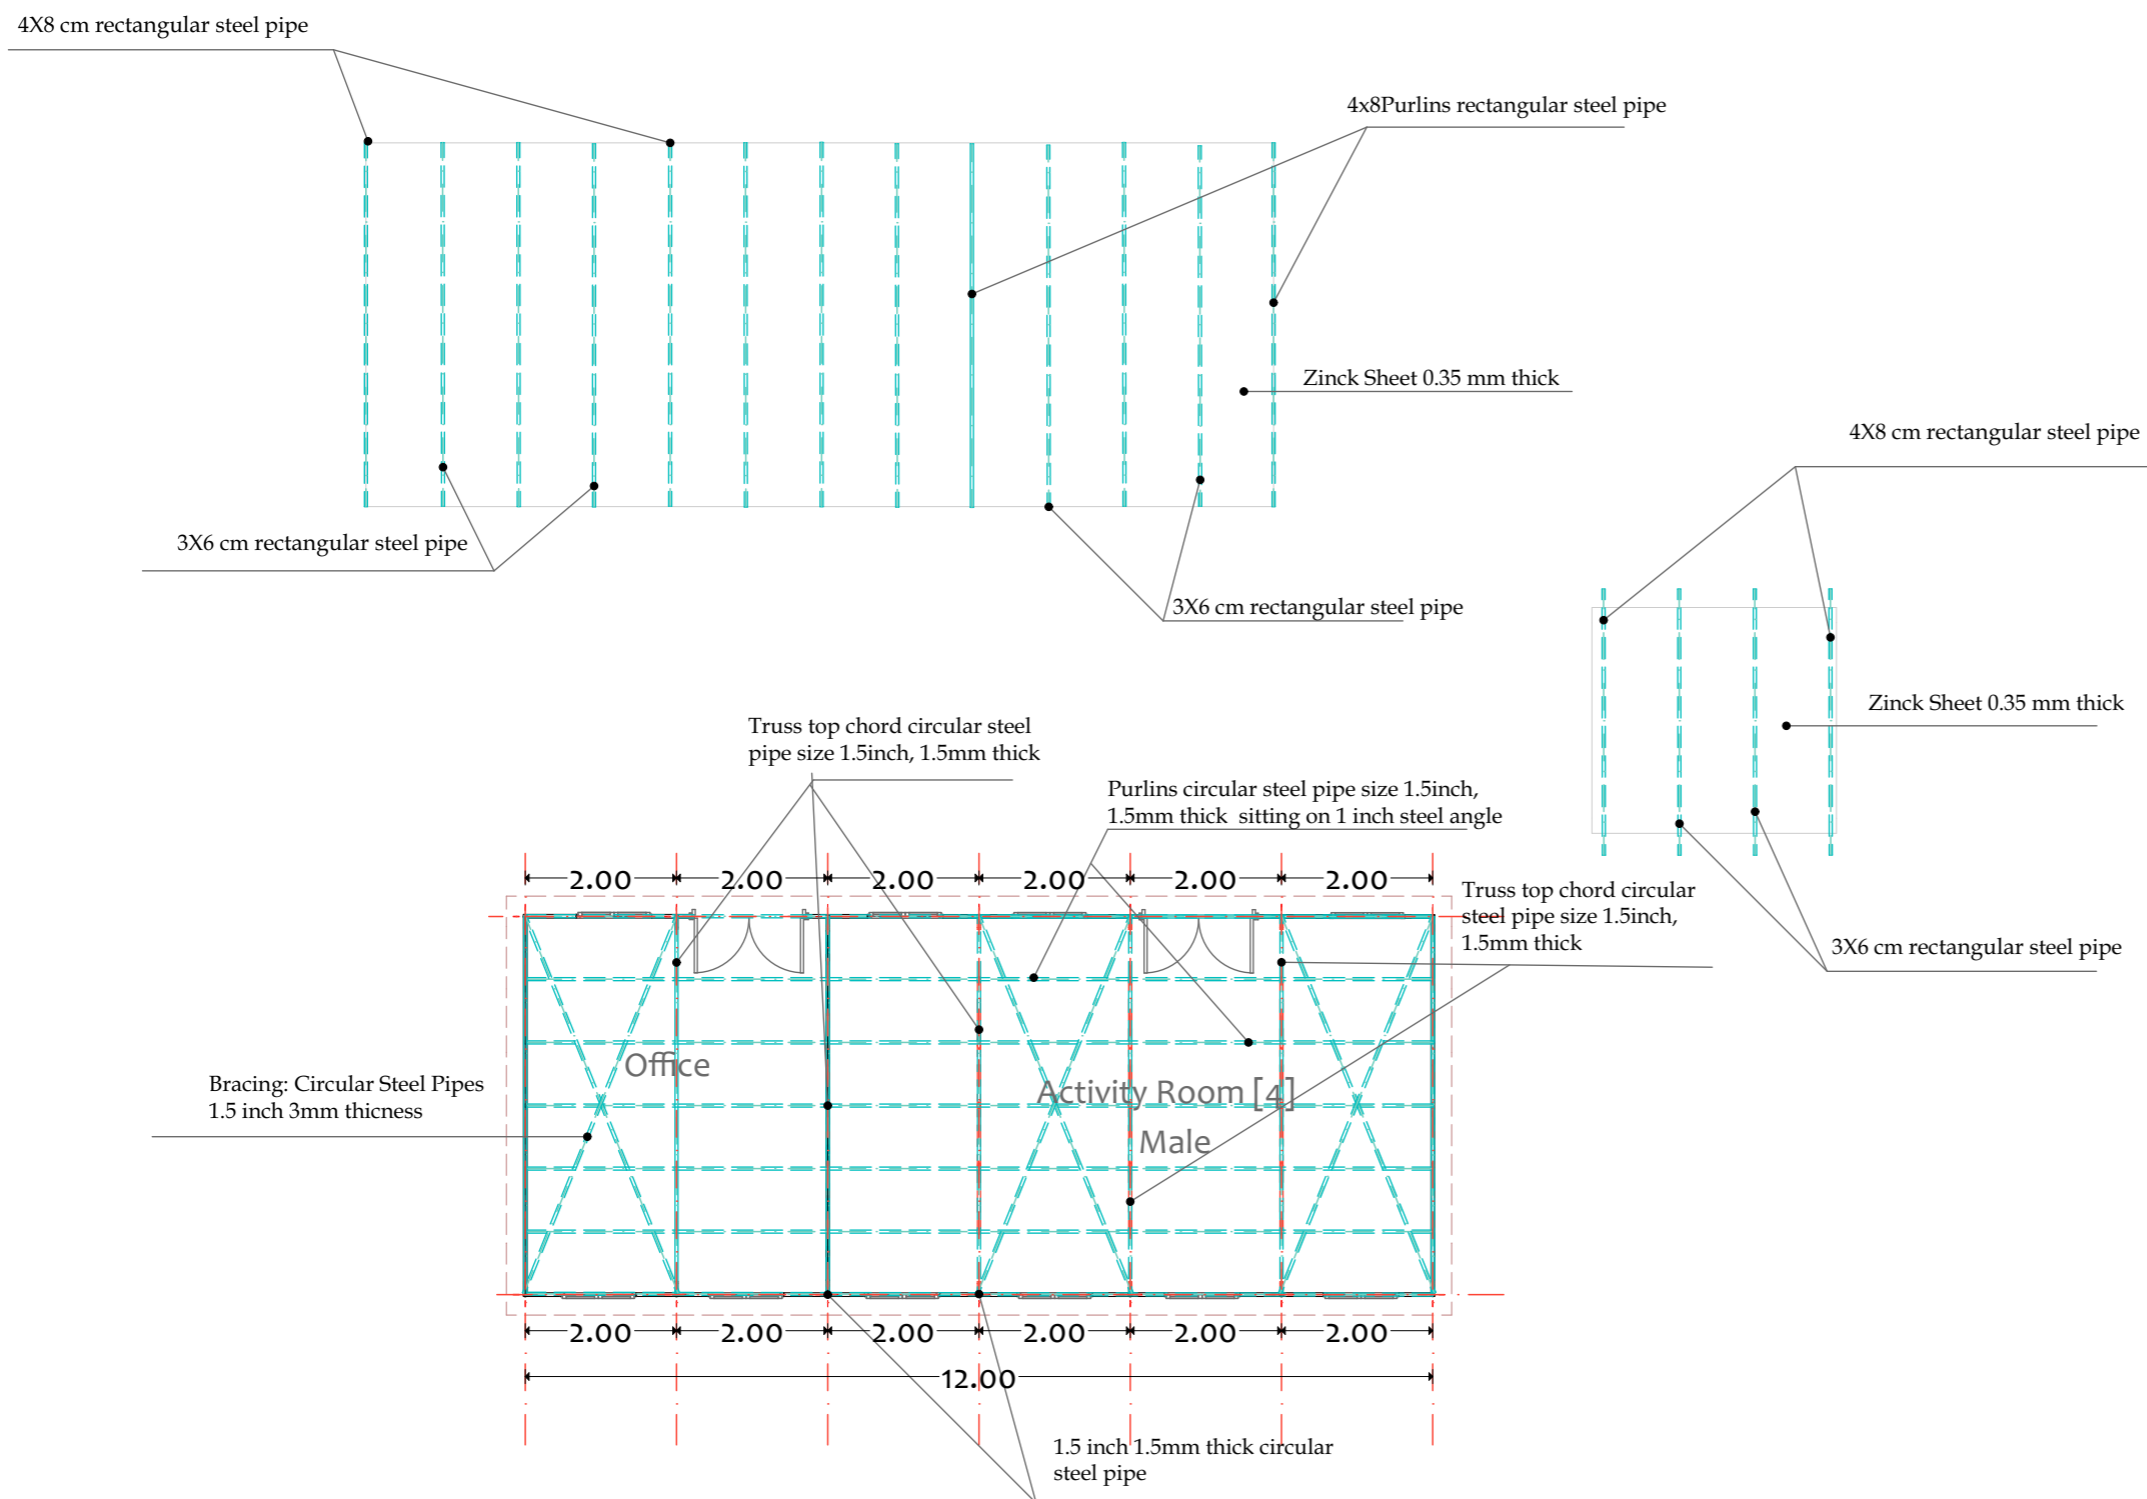 4X8 cm rectangular steel pipe
4x8Purlins rectangular steel pipe
Zinck Sheet 0.35 mm thick
4X8 cm rectangular steel pipe
3X6 cm rectangular steel pipe
3X6 cm rectangular steel pipe
Zinck Sheet 0.35 mm thick
Truss top chord circular steel
pipe size 1.5inch, 1.5mm thick
Purlins circular steel pipe size 1.5inch,
1.5mm thick sitting on 1 inch steel angle
2.00 2.00 2.00 2.00 2.00 2.00
Truss top chord circular
steel pipe size 1.5inch,
1.5mm thick
3X6 cm rectangular steel pipe
Office
Bracing: Circular Steel Pipes
1.5 inch 3mm thicness
Activity Room [4]
Male
2.00 2.00 2.00 2.00 2.00 2.00
12.00
1.5 inch 1.5mm thick circular
steel pipe